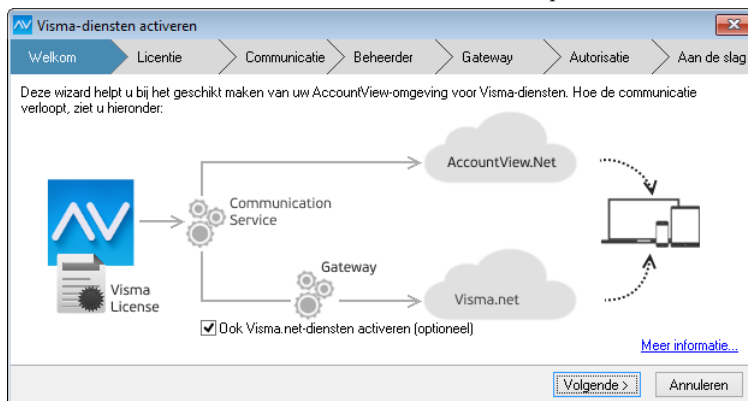 Visma-diensten activeren
Welkom Licentie Communicatie Beheerder Gateway Autorisatie Aan de slag
Deze wizard helpt u bij het geschikt maken van uw AccountView-omgeving voor Visma-diensten. Hoe de communicatie
verloopt, ziet u hieronder:
AccountView.Net
Communication
Service
Gateway
Visma
License
Visma.net
Ook Visma.net-diensten activeren (optioneel)
Meer informatie...
Volgende > Annuleren